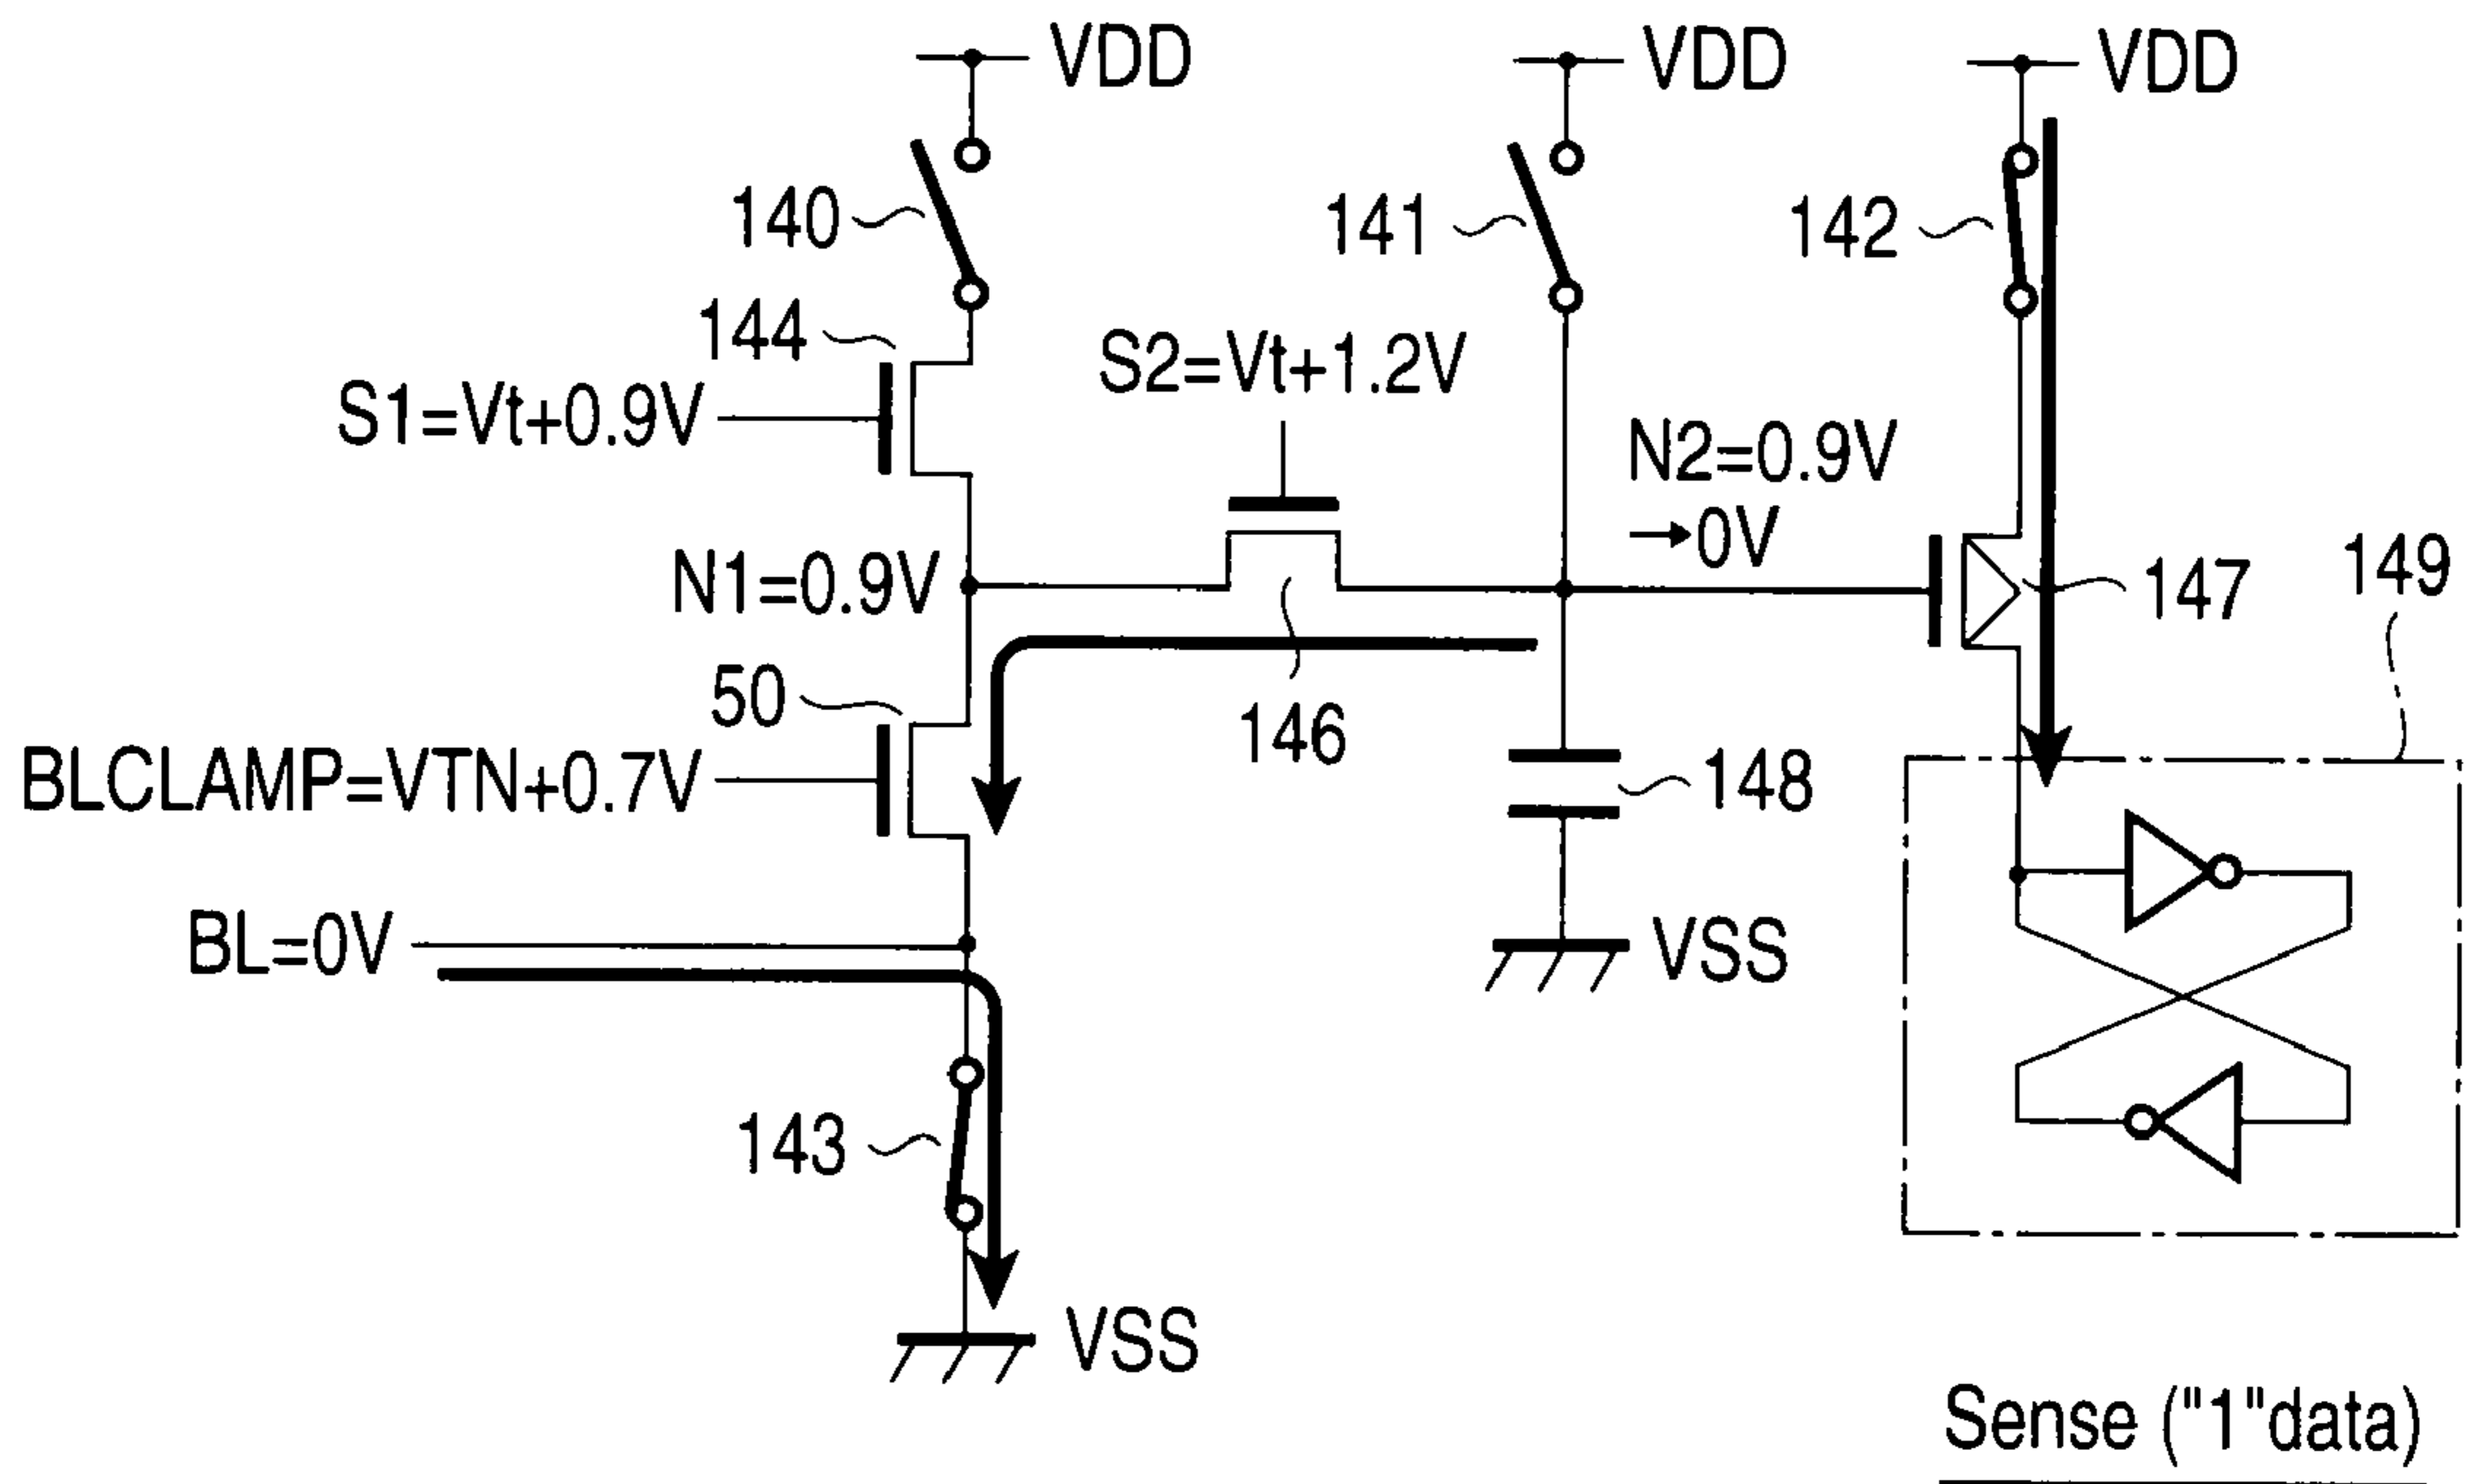 VDD
VDD
VDD
140
141
142
144
S2=Vt+1.2V
S1=Vt+0.9V
N2=0.9V
→0V
N1=0.9V
147
149
50
146
BLCLAMP=VTN+0.7V
148
BL=0V
VSS
143
VSS
Sense ("1"data)